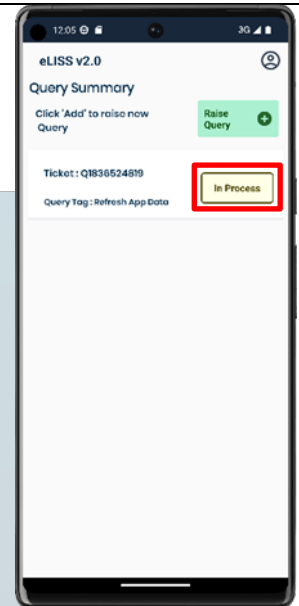 12:05 3G
eLISS v2.0
Query Summary
Click 'Add' to raise new
Query
Raise
Query
Ticket : Q1836524819
In Process
Query Tag : Refresh App Data